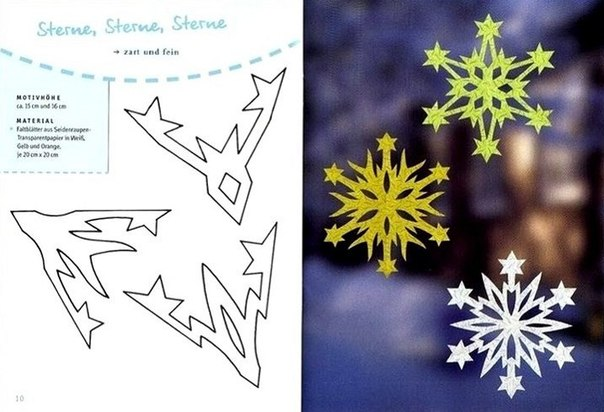 Sterne, Sterne, Sterne
→ zart und fein
MOTIVHÖHE
ca. 15 cm und 16 cm
MATERIAL
Faltblätter aus Seidenraupen-
Transparentpapier in Weiß,
Gelb und Orange,
je 20 cm x 20 cm
10